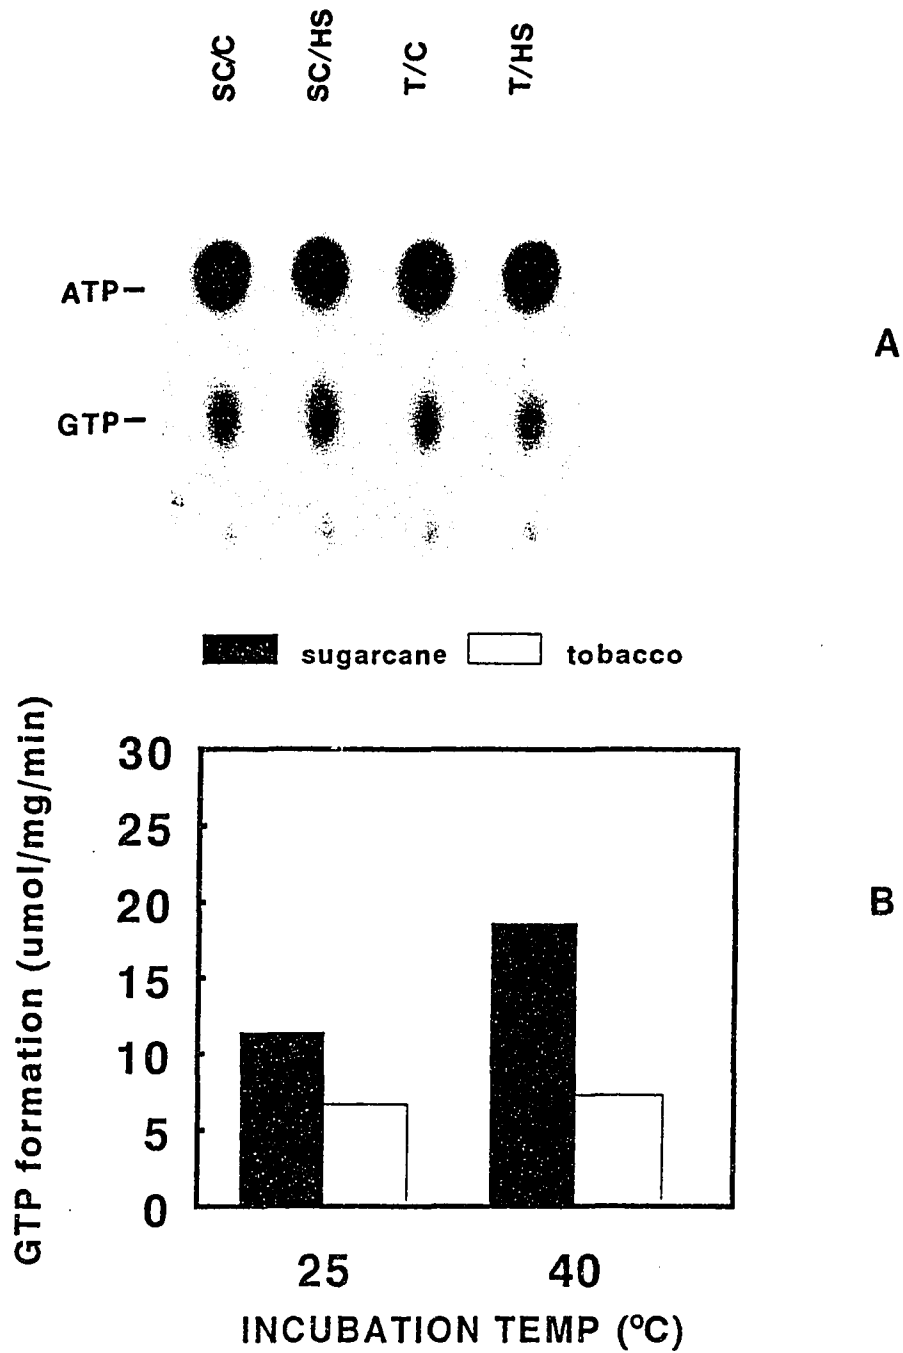 SC/C SC/HS T/C T/HS
ATP–
A
GTP–
sugarcane tobacco
GTP formation (umol/mg/min)
30
25
20
B
15
10
5
0
25 40
INCUBATION TEMP (ºC)